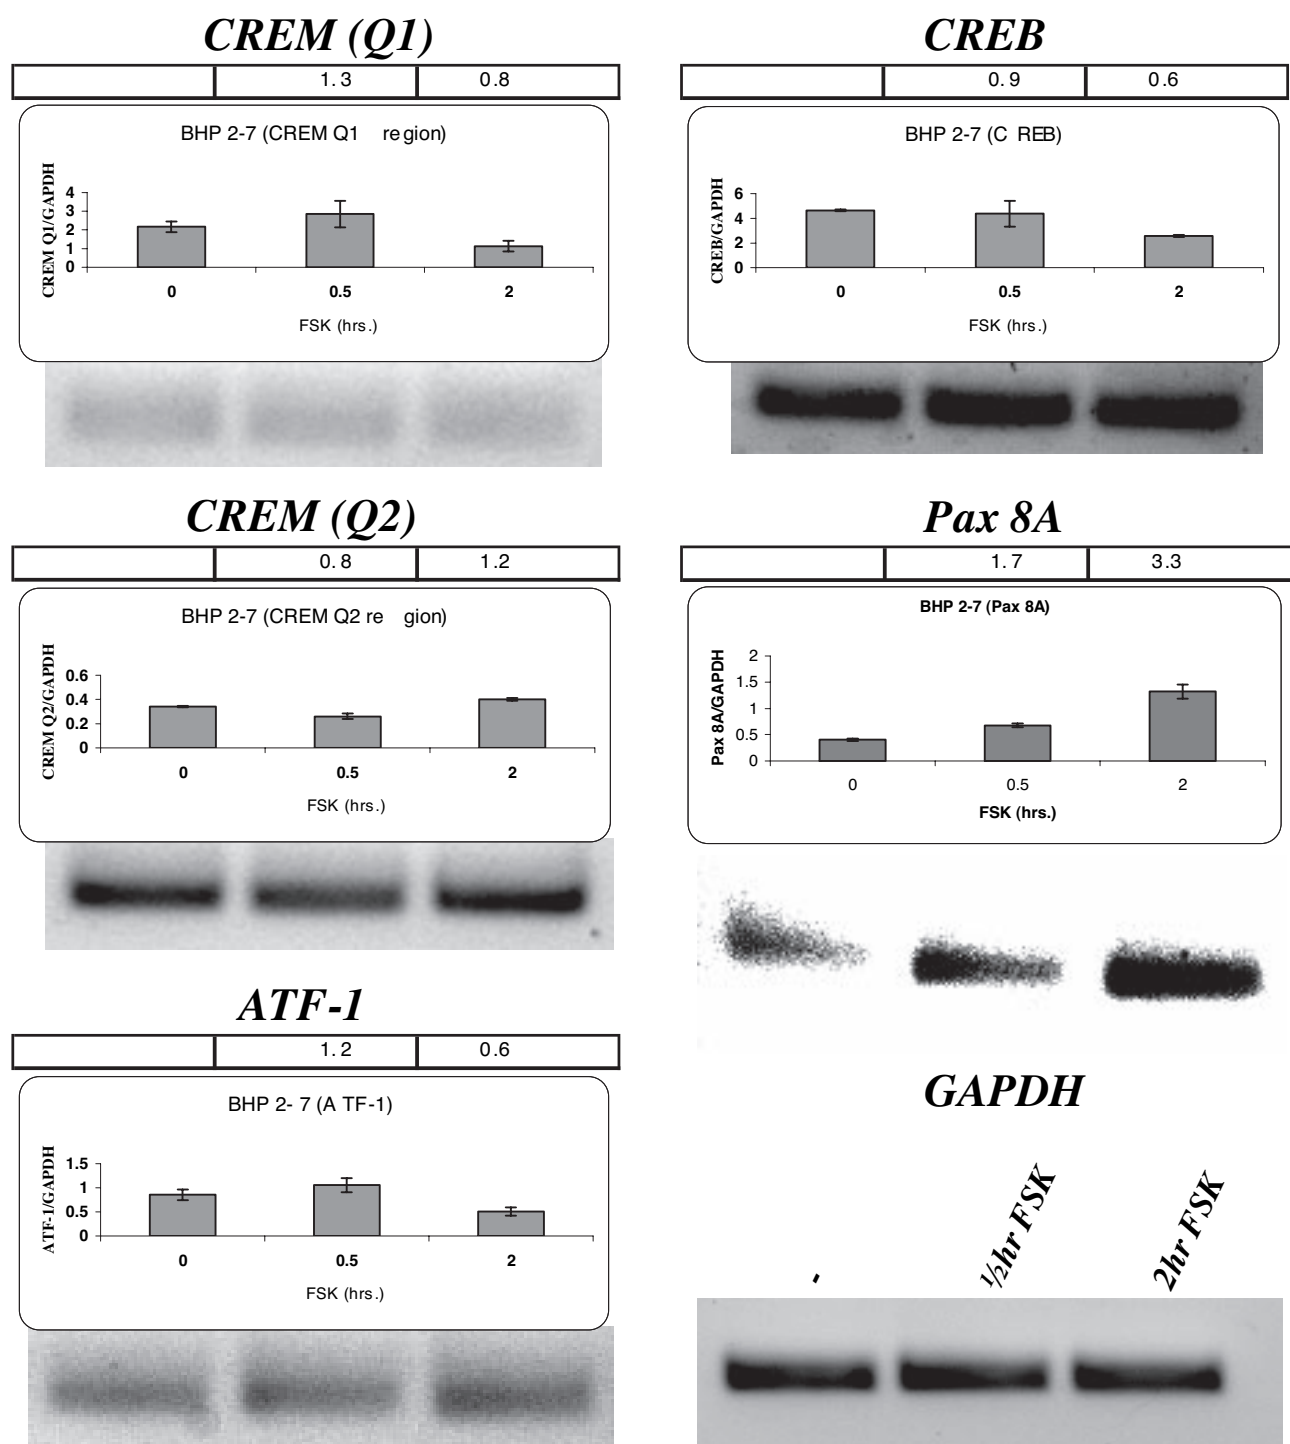 CREM (Q1)
1.3 0.8
BHP 2-7 (CREM Q1 region)
CREM Q1/GAPDH
4
3
2
1
0
0 0.5 2
FSK (hrs.)
CREM (Q2)
0.8 1.2
BHP 2-7 (CREM Q2 re gion)
CREM Q2/GAPDH
0.6
0.4
0.2
0
0 0.5 2
FSK (hrs.)
ATF-1
1.2 0.6
BHP 2- 7 (A TF-1)
ATF-1/GAPDH
1.5
1
0.5
0
0 0.5 2
FSK (hrs.)
CREB
0.9 0.6
BHP 2-7 (C REB)
CREB/GAPDH
6
4
2
0
0 0.5 2
FSK (hrs.)
Pax 8A
1.7 3.3
BHP 2-7 (Pax 8A)
Pax 8A/GAPDH
2
1.5
1
0.5
0
0 0.5 2
FSK (hrs.)
GAPDH
- ½hr FSK 2hr FSK